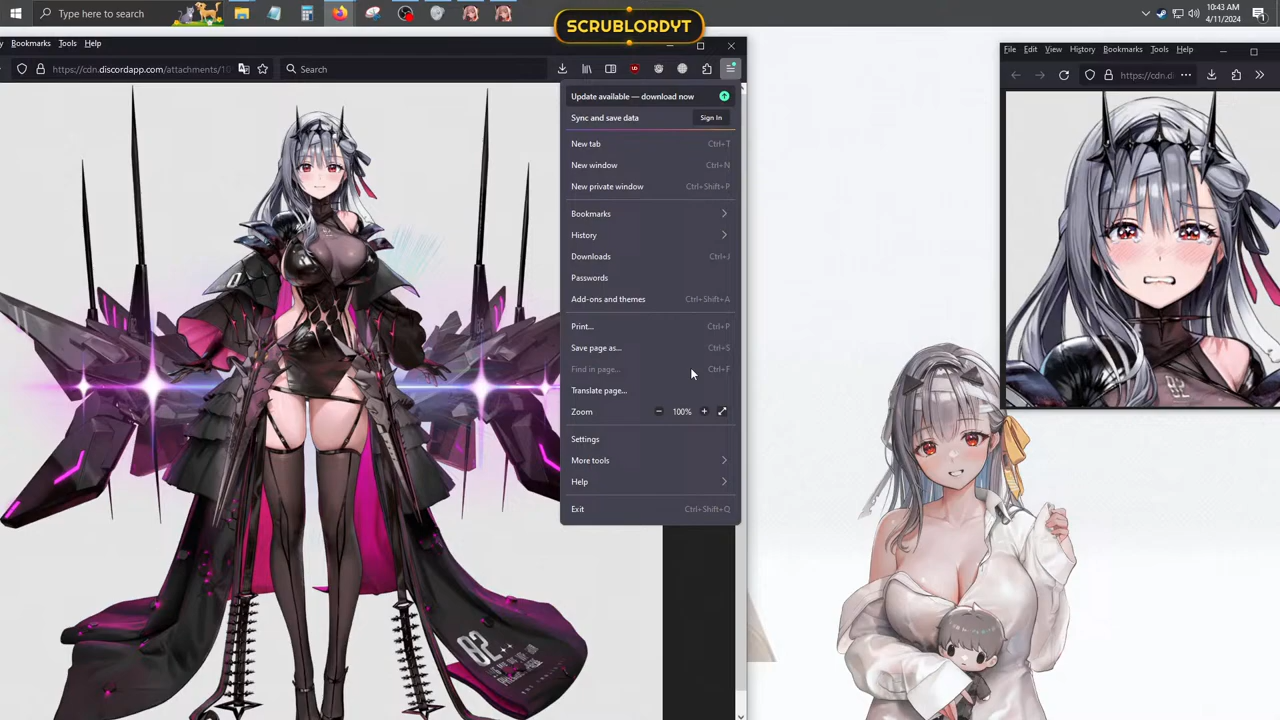 Type here to search
SCRUBLORDYT
10:43 AM
4/11/2024
Bookmarks Tools Help
https://cdn.discordapp.com/attachments/10
Search
Update available — download now
Sync and save data Sign In
New tab Ctrl+T
New window Ctrl+N
New private window Ctrl+Shift+P
Bookmarks
History
Downloads Ctrl+J
Passwords
Add-ons and themes Ctrl+Shift+A
Print... Ctrl+P
Save page as... Ctrl+S
Find in page... Ctrl+F
Translate page...
Zoom 100%
Settings
More tools
Help
Exit Ctrl+Shift+Q
File Edit View History Bookmarks Tools Help
https://cdn.d
02
02